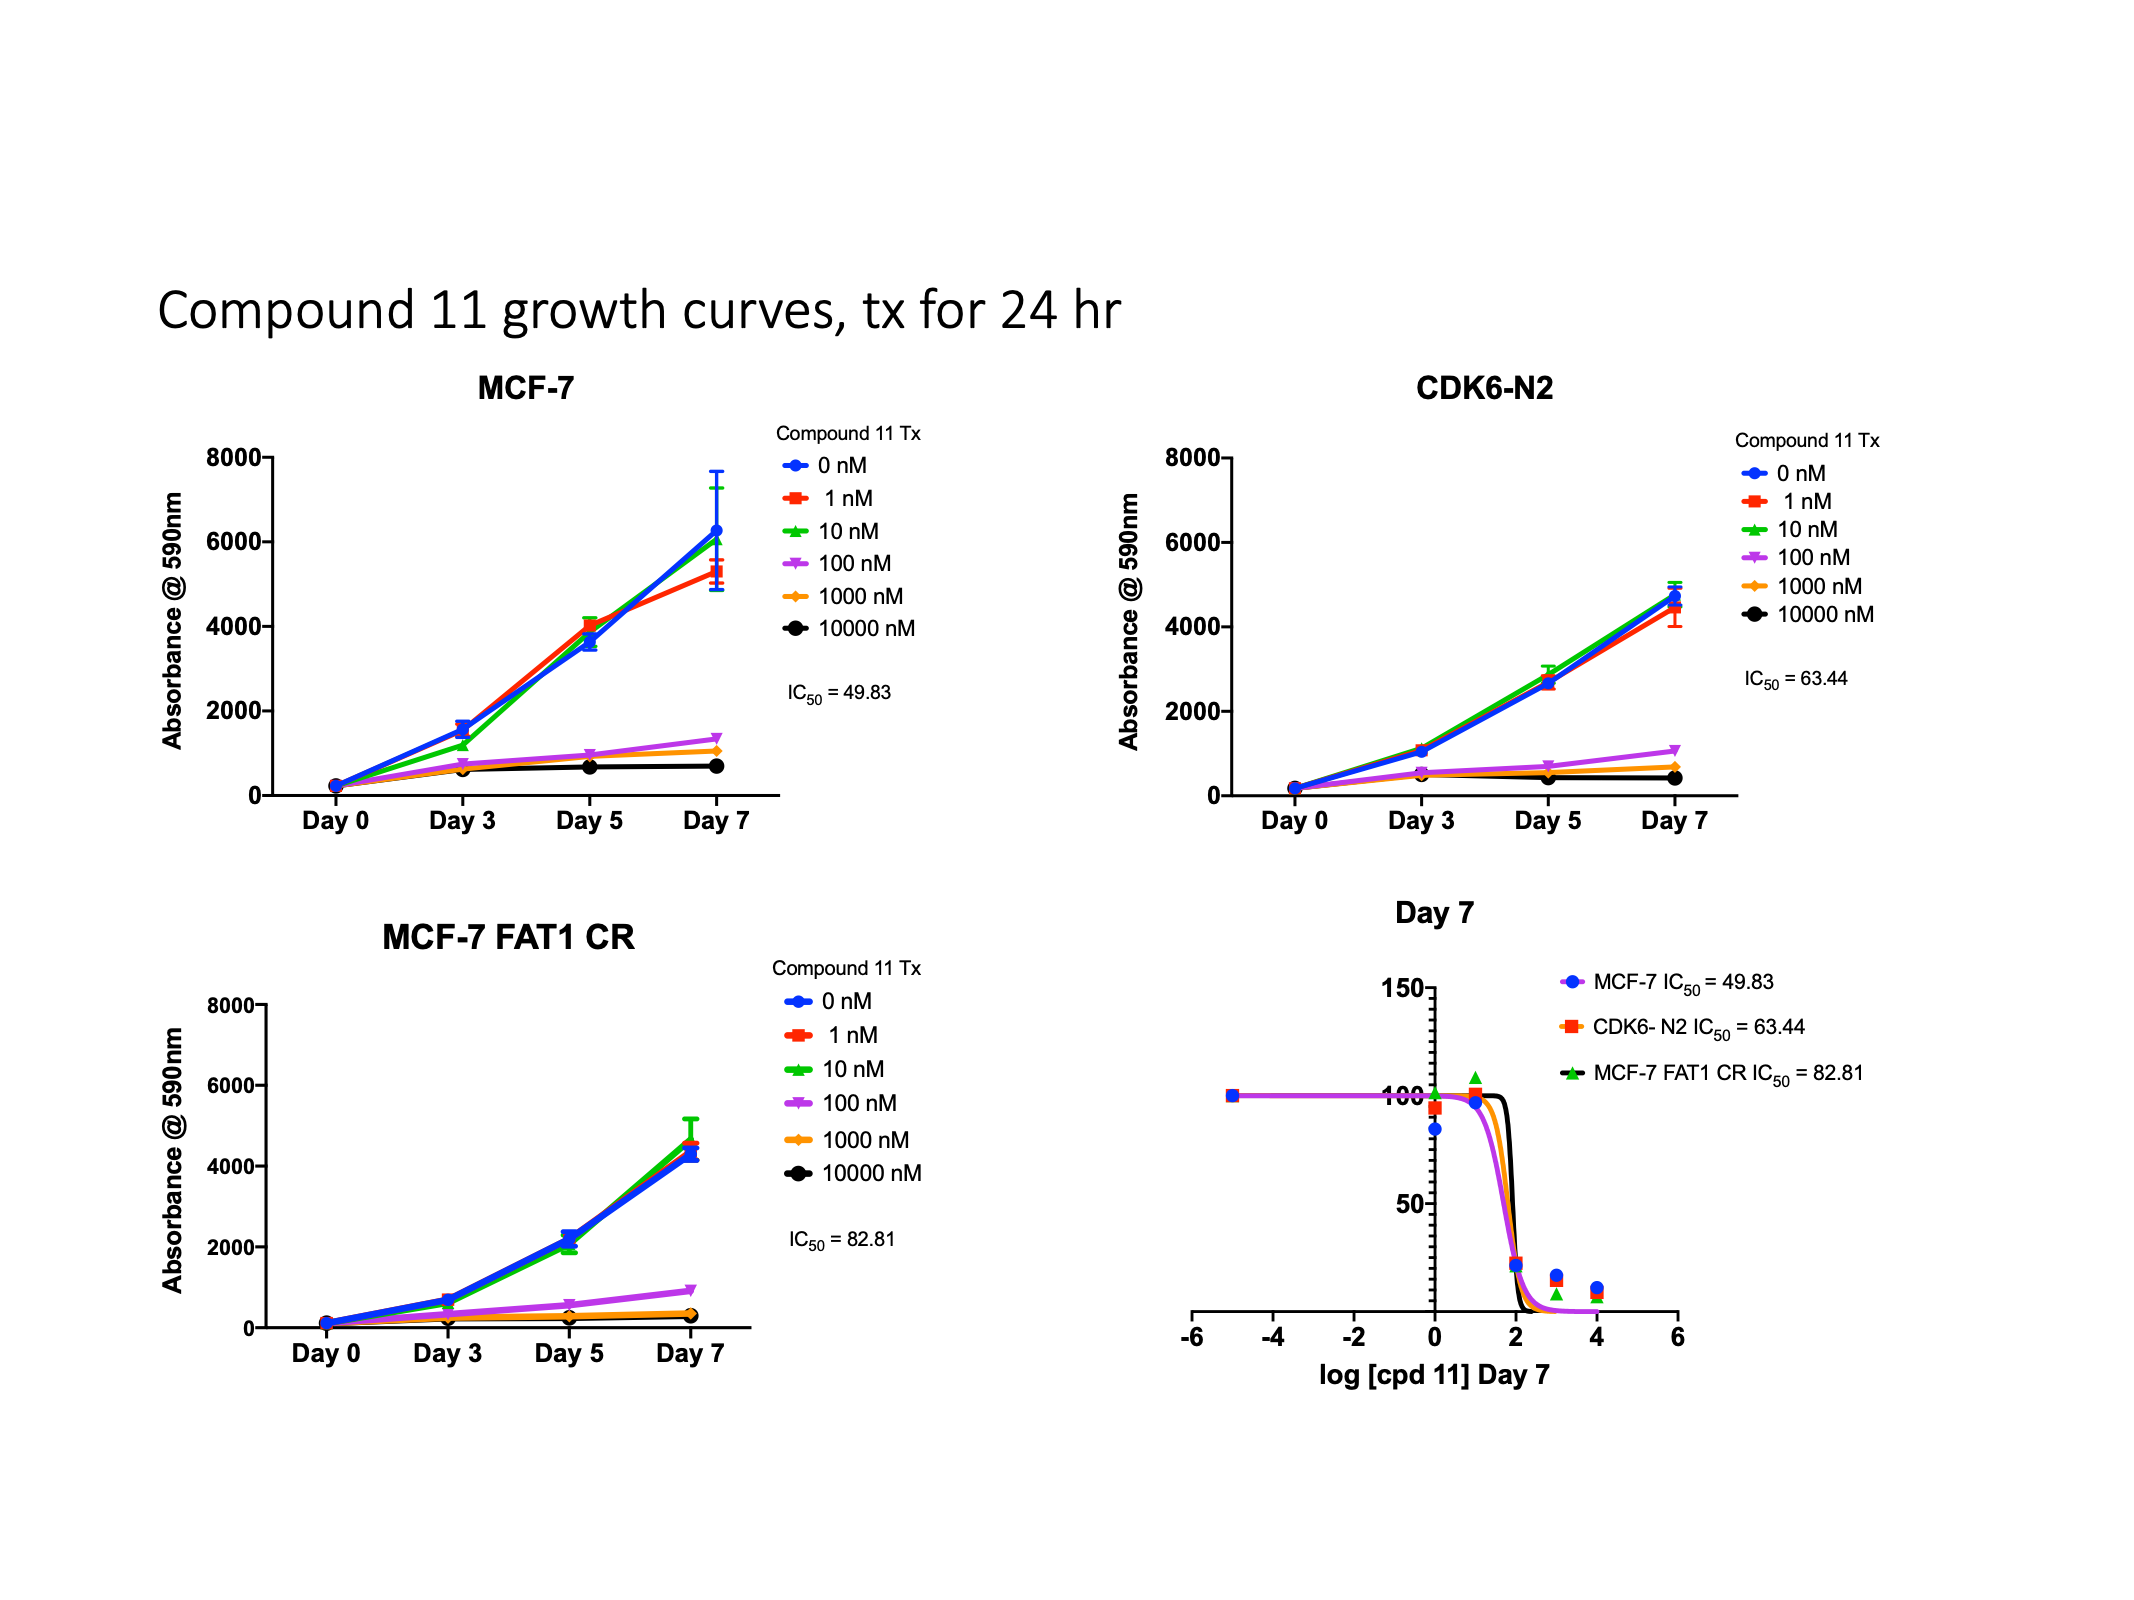 Compound 11 growth curves, tx for 24 hr
MCF-7
Absorbance @ 590nm
8000
6000
4000
2000
0
Day 0 Day 3 Day 5 Day 7
Compound 11 Tx
0 nM
1 nM
10 nM
100 nM
1000 nM
10000 nM
IC50 = 49.83
CDK6-N2
Absorbance @ 590nm
8000
6000
4000
2000
0
Day 0 Day 3 Day 5 Day 7
Compound 11 Tx
0 nM
1 nM
10 nM
100 nM
1000 nM
10000 nM
IC50 = 63.44
MCF-7 FAT1 CR
Absorbance @ 590nm
8000
6000
4000
2000
0
Day 0 Day 3 Day 5 Day 7
Compound 11 Tx
0 nM
1 nM
10 nM
100 nM
1000 nM
10000 nM
IC50 = 82.81
Day 7
150
100
50
-6 -4 -2 0 2 4 6
log [cpd 11] Day 7
MCF-7 IC50 = 49.83
CDK6- N2 IC50 = 63.44
MCF-7 FAT1 CR IC50 = 82.81